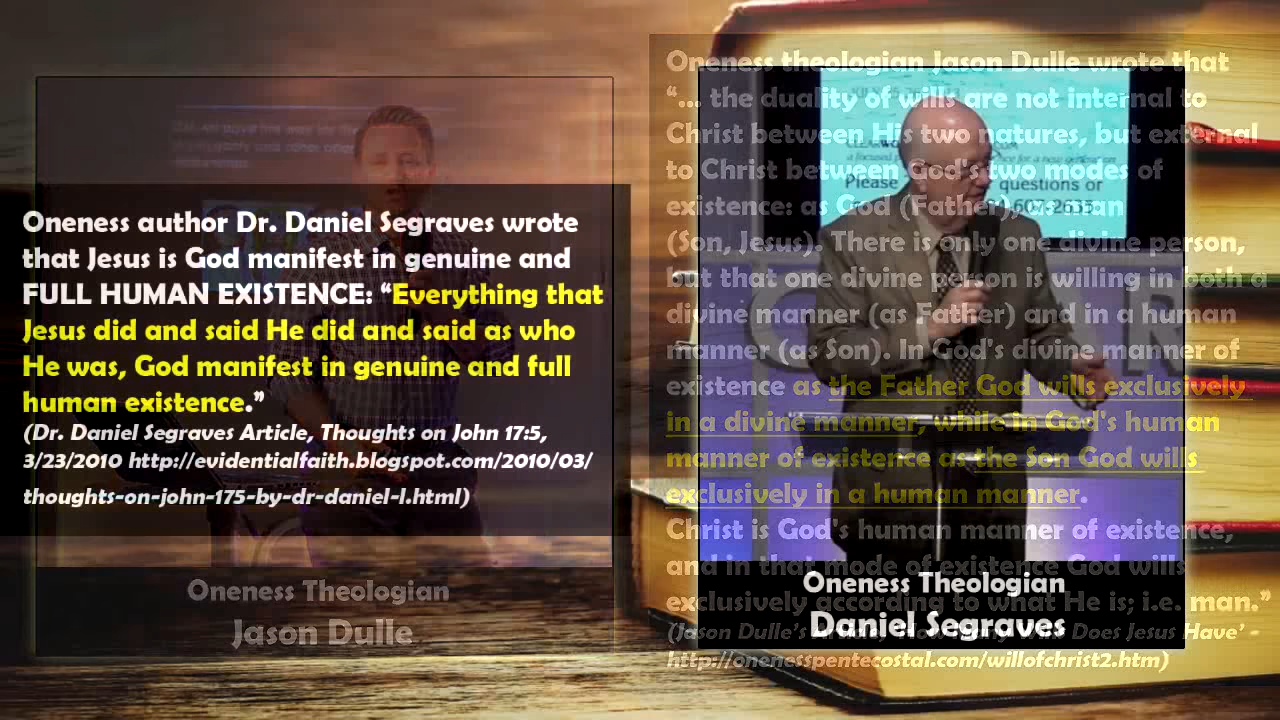 Oneness author Dr. Daniel Segraves wrote
that Jesus is God manifest in genuine and
FULL HUMAN EXISTENCE: “Everything that
Jesus did and said He did and said as who
He was, God manifest in genuine and full
human existence.”
(Dr. Daniel Segraves Article, Thoughts on John 17:5,
3/23/2010 http://evidentialfaith.blogspot.com/2010/03/
thoughts-on-john-175-by-dr-daniel-l.html)
Oneness Theologian
Jason Dulle
Oneness theologian Jason Dulle wrote that
“... the duality of wills are not internal to
Christ between His two natures, but external
to Christ between God's two modes of
existence: as God (Father) and as man
(Son, Jesus). There is only one divine person,
but that one divine person is willing in both a
divine manner (as Father) and in a human
manner (as Son). In God's divine manner of
existence as the Father God wills exclusively
in a divine manner, while in God's human
manner of existence as the Son God wills
exclusively in a human manner.
Christ is God's human manner of existence,
and in that mode of existence God wills
exclusively according to what He is; i.e. man.”
(Jason Dulle’s Article, ‘How Many Wills Does Jesus Have’ -
http://onenesspentecostal.com/willofchrist2.htm)
Please questions or
Oneness Theologian
Daniel Segraves